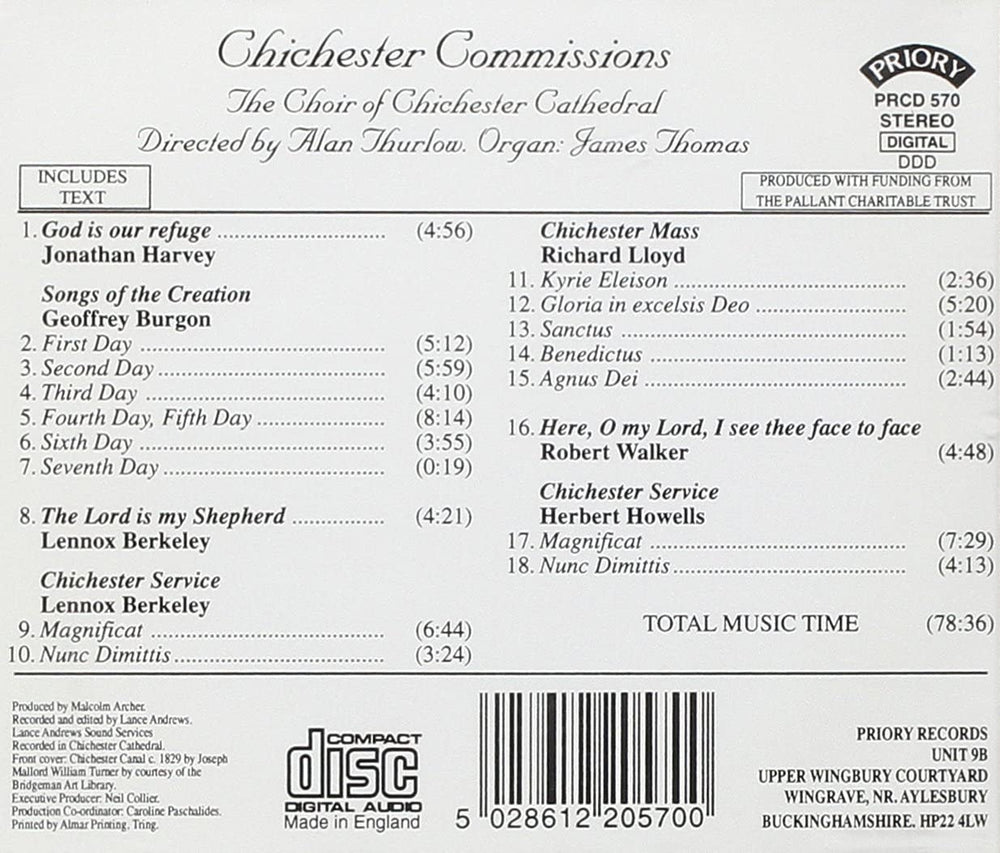 Chichester Commissions
The Choir of Chichester Cathedral
Directed by Alan Thurlow. Organ: James Thomas
PRIORY
PRCD 570
STEREO
DIGITAL
DDD
INCLUDES
TEXT
PRODUCED WITH FUNDING FROM
THE PALLANT CHARITABLE TRUST
1. God is our refuge ............................ (4:56)
Jonathan Harvey
Songs of the Creation
Geoffrey Burgon
2. First Day ......................................... (5:12)
3. Second Day ...................................... (5:59)
4. Third Day ........................................ (4:10)
5. Fourth Day, Fifth Day ..................... (8:14)
6. Sixth Day ......................................... (3:55)
7. Seventh Day ..................................... (0:19)
8. The Lord is my Shepherd ............... (4:21)
Lennox Berkeley
Chichester Service
Lennox Berkeley
9. Magnificat ....................................... (6:44)
10. Nunc Dimittis ................................... (3:24)
Chichester Mass
Richard Lloyd
11. Kyrie Eleison ....................................... (2:36)
12. Gloria in excelsis Deo ......................... (5:20)
13. Sanctus ............................................... (1:54)
14. Benedictus .......................................... (1:13)
15. Agnus Dei ........................................... (2:44)
16. Here, O my Lord, I see thee face to face
Robert Walker (4:48)
Chichester Service
Herbert Howells
17. Magnificat .......................................... (7:29)
18. Nunc Dimittis ....................................... (4:13)
TOTAL MUSIC TIME (78:36)
Produced by Malcolm Archer.
Recorded and edited by Lance Andrews.
Lance Andrews Sound Services
Recorded in Chichester Cathedral.
Front cover: Chichester Canal c. 1829 by Joseph
Mallord William Turner by courtesy of the
Bridgeman Art Library.
Executive Producer: Neil Collier.
Production Co-ordinator: Caroline Paschalides.
Printed by Almar Printing, Tring.
COMPACT
disc
DIGITAL AUDIO
Made in England
5 028612 205700
PRIORY RECORDS
UNIT 9B
UPPER WINGBURY COURTYARD
WINGRAVE, NR. AYLESBURY
BUCKINGHAMSHIRE. HP22 4LW